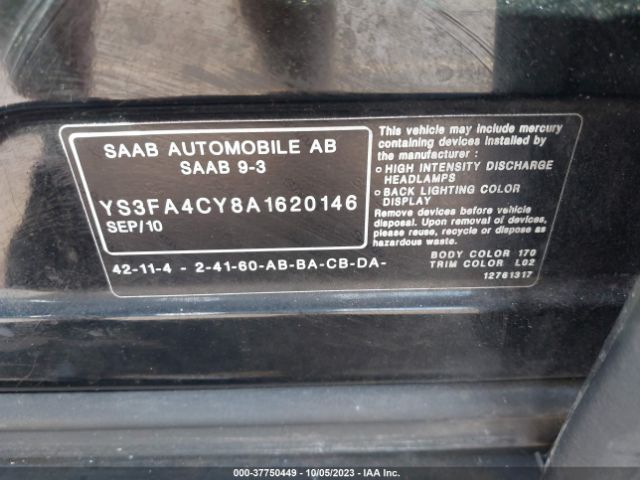 SAAB AUTOMOBILE AB
SAAB 9-3
YS3FA4CY8A1620146
SEP/10
42-11-4 - 2-41-60-AB-BA-CB-DA-
This vehicle may include mercury
containing devices installed by
the manufacturer :
○ HIGH INTENSITY DISCHARGE
HEADLAMPS
○ BACK LIGHTING COLOR
DISPLAY
Remove devices before vehicle
disposal. Upon removal of devices,
please reuse, recycle or dispose as
hazardous waste.
BODY COLOR 170
TRIM COLOR L02
12761317
000-37750449 - 10/05/2023 - IAA Inc.